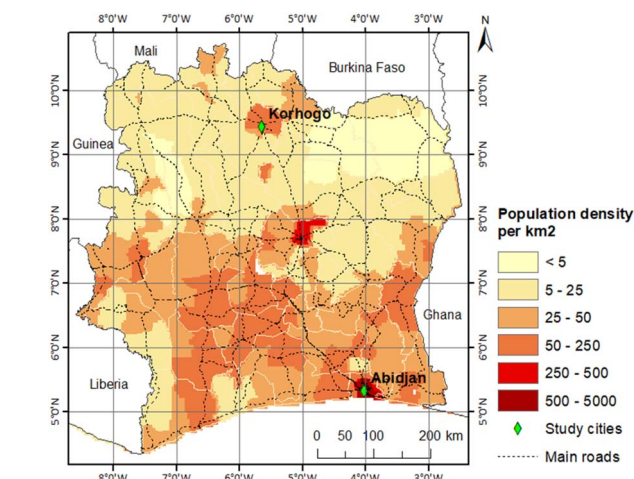 8°0'W 7°0'W 6°0'W 5°0'W 4°0'W 3°0'W
N
Mali
Burkina Faso
10°0'N 10°0'N
Korhogo
Guinea
9°0'N 9°0'N
8°0'N 8°0'N
7°0'N 7°0'N
Ghana
6°0'N 6°0'N
Abidjan
Liberia
5°0'N 5°0'N
0 50 100 200 km
8°0'W 7°0'W 6°0'W 5°0'W 4°0'W 3°0'W
Population density
per km2
< 5
5 - 25
25 - 50
50 - 250
250 - 500
500 - 5000
Study cities
Main roads